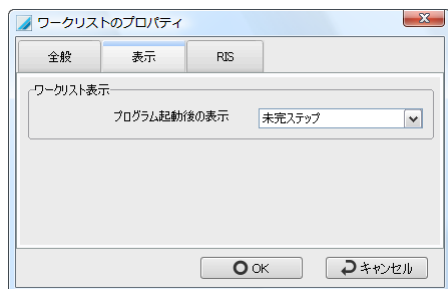 ワークリストのプロパティ
全般
表示
RIS
ワークリスト表示
プログラム起動後の表示
未完ステップ
OK
キャンセル